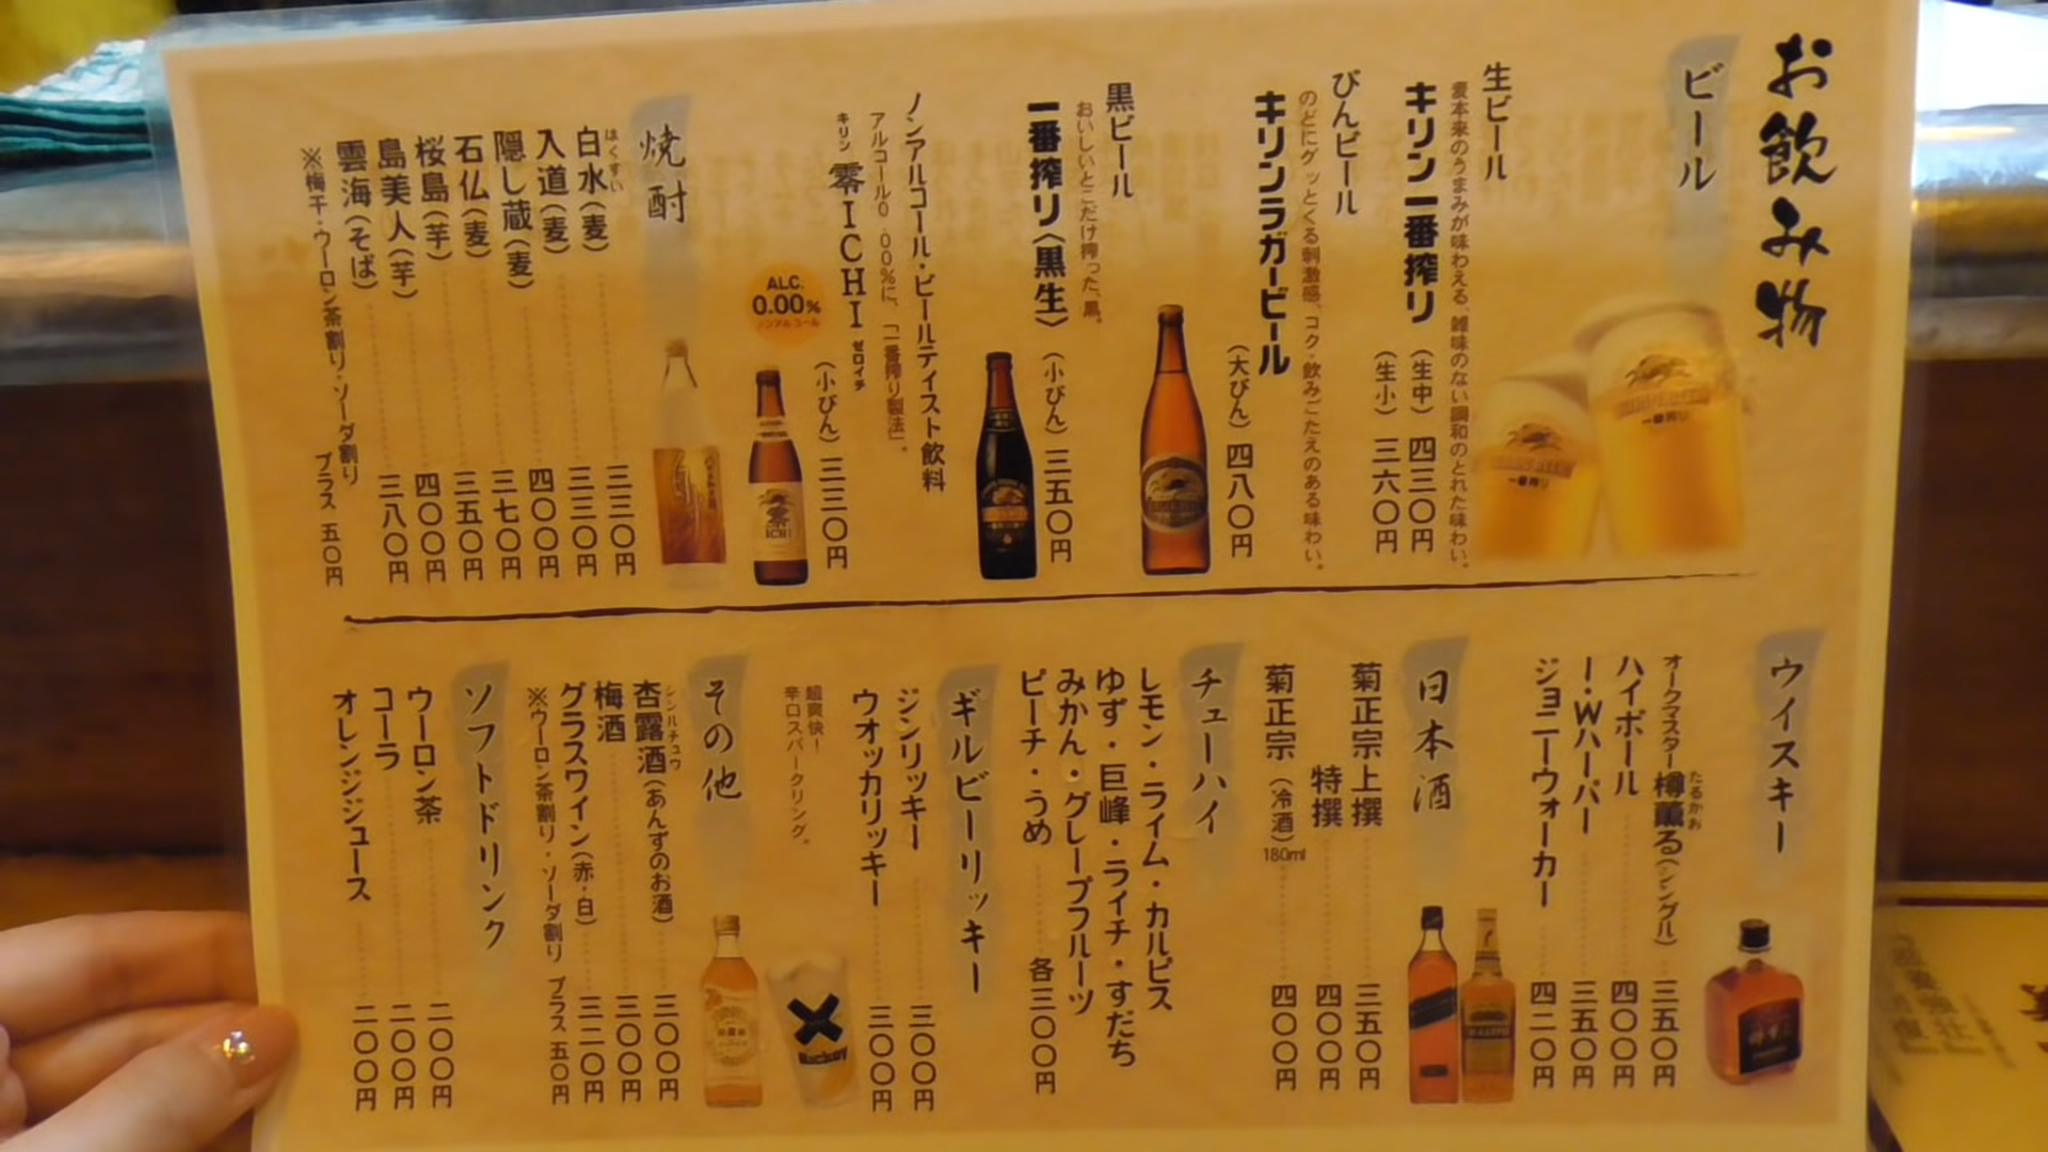 お飲み物
ビール
生ビール
麦本来のうまみが味わえる、雑味のない調和のとれた味わい。
キリン一番搾り（生中）四三〇円
（生小）三六〇円
びんビール
のどにグッとくる刺激感、コク・飲みごたえのある味わい。
キリンラガービール（大びん）四八〇円
黒ビール
おいしいとこだけ搾った、黒。
一番搾り〈黒生〉（小びん）三五〇円
ノンアルコール・ビールテイスト飲料
アルコール0.00%に、「一番搾り製法」。
キリン 零ICHI ゼロイチ（小びん）三三〇円
ALC.
0.00%
ノンアルコール
焼酎
はくすい
白水（麦）三三〇円
入道（麦）三三〇円
隠し蔵（麦）四〇〇円
石仏（麦）三七〇円
桜島（芋）三五〇円
島美人（芋）四〇〇円
雲海（そば）三八〇円
※梅干・ウーロン茶割り・ソーダ割り プラス 五〇円
ウイスキー
オークマスター 樽薫る（シングル）三五〇円
たるかお
ハイボール 四〇〇円
I・Wハーパー 三五〇円
ジョニーウォーカー 四二〇円
日本酒
菊正宗上撰 三五〇円
特撰 四〇〇円
菊正宗（冷酒）180ml 四〇〇円
チューハイ
レモン・ライム・カルピス
ゆず・巨峰・ライチ・すだち
みかん・グレープフルーツ
ピーチ・うめ 各三〇〇円
ギルビーリッキー
ジンリッキー 三〇〇円
ウオッカリッキー 三〇〇円
超爽快！
辛口スパークリング。
その他
シンルチュウ
杏露酒（あんずのお酒）三〇〇円
梅酒 三〇〇円
グラスワイン（赤・白）三二〇円
※ウーロン茶割り・ソーダ割り プラス 五〇円
ソフトドリンク
ウーロン茶 二〇〇円
コーラ 二〇〇円
オレンジジュース 二〇〇円